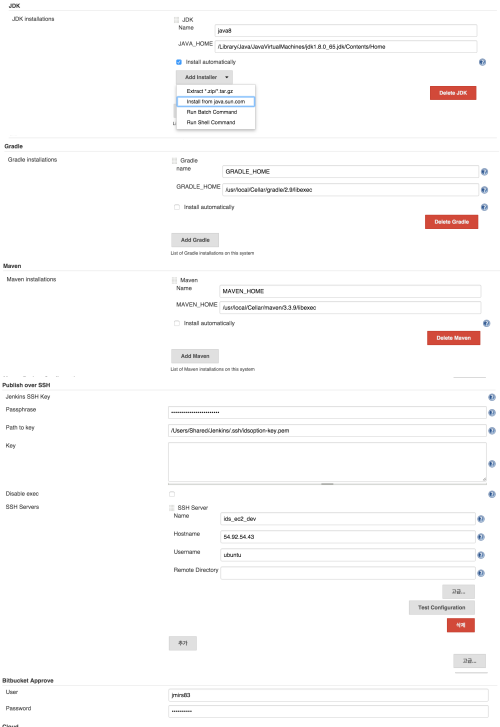 JDK
JDK installations
JDK
Name
java8
JAVA_HOME
/Library/Java/JavaVirtualMachines/jdk1.8.0_65.jdk/Contents/Home
Install automatically
Add Installer
Extract *.zip/*.tar.gz
Install from java.sun.com
Run Batch Command
Run Shell Command
Delete JDK
Gradle
Gradle installations
Gradle
name
GRADLE_HOME
GRADLE_HOME
/usr/local/Cellar/gradle/2.9/libexec
Install automatically
Delete Gradle
Add Gradle
List of Gradle installations on this system
Maven
Maven installations
Maven
Name
MAVEN_HOME
MAVEN_HOME
/usr/local/Cellar/maven/3.3.9/libexec
Install automatically
Delete Maven
Add Maven
List of Maven installations on this system
Publish over SSH
Jenkins SSH Key
Passphrase
Path to key
/Users/Shared/Jenkins/.ssh/idsoption-key.pem
Key
Disable exec
SSH Servers
SSH Server
Name
ids_ec2_dev
Hostname
54.92.54.43
Username
ubuntu
Remote Directory
고급...
Test Configuration
삭제
추가
고급...
Bitbucket Approve
User
jmins83
Password
Cloud